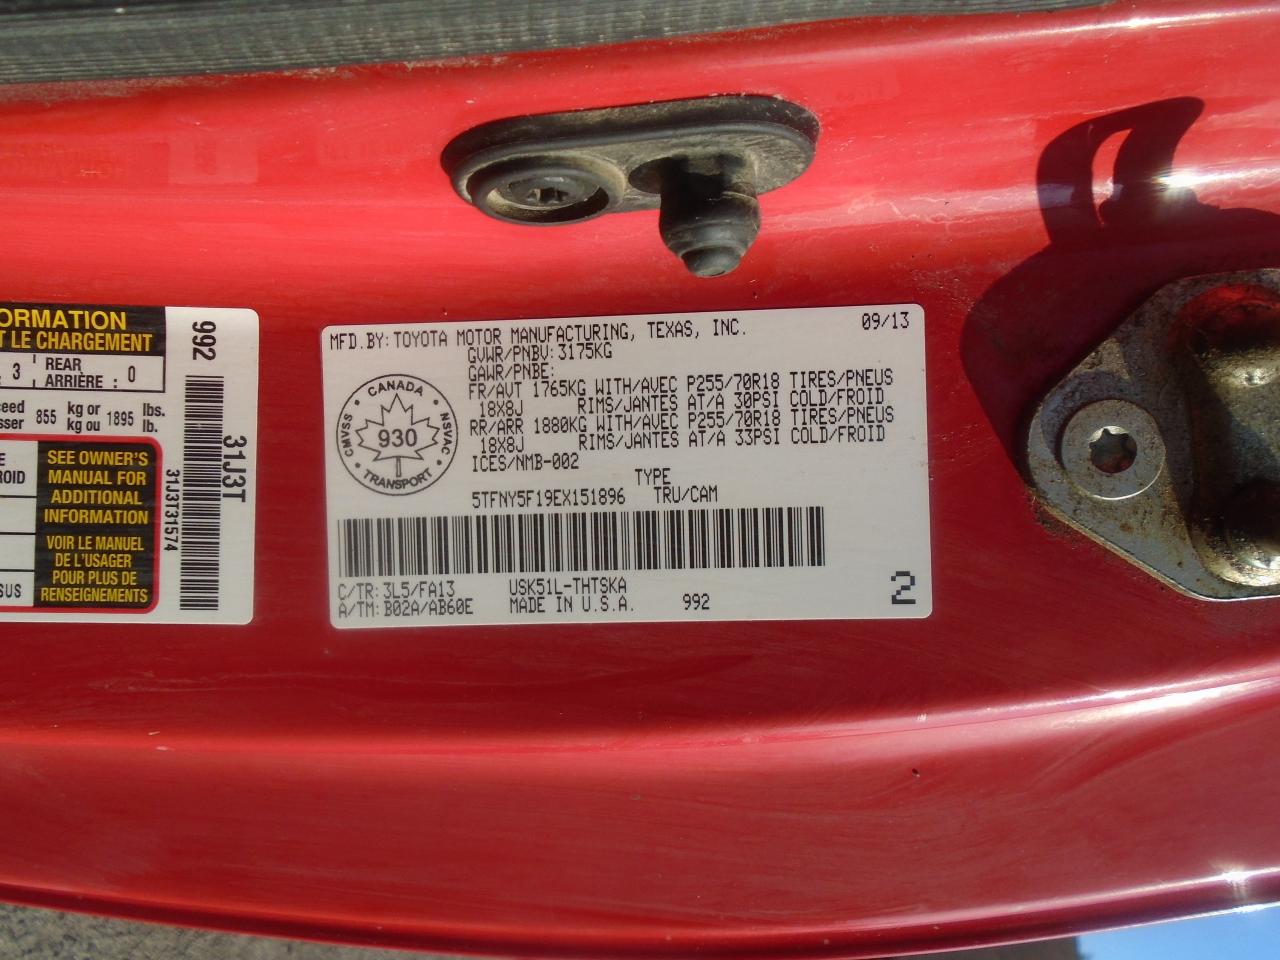 ORMATION
T LE CHARGEMENT
3 REAR ARRIÈRE : 0
855 kg or kg ou 1895 lbs. lb.
SEE OWNER'S
MANUAL FOR
ADDITIONAL
INFORMATION
VOIR LE MANUEL
DE L'USAGER
POUR PLUS DE
RENSEIGNEMENTS
992
31J3T
31J3T31574
MFD.BY:TOYOTA MOTOR MANUFACTURING, TEXAS, INC. 09/13
GVWR/PNBV:3175KG
GAWR/PNBE:
FR/AVT 1765KG WITH/AVEC P255/70R18 TIRES/PNEUS
18X8J RIMS/JANTES AT/A 30PSI COLD/FROID
RR/ARR 1880KG WITH/AVEC P255/70R18 TIRES/PNEUS
18X8J RIMS/JANTES AT/A 33PSI COLD/FROID
ICES/NMB-002
CANADA
CMVSS
930
NSVAC
TRANSPORT
TYPE
5TFNY5F19EX151896 TRU/CAM
C/TR: 3L5/FA13 USK51L-THTSKA
A/TM: B02A/AB60E MADE IN U.S.A. 992
2